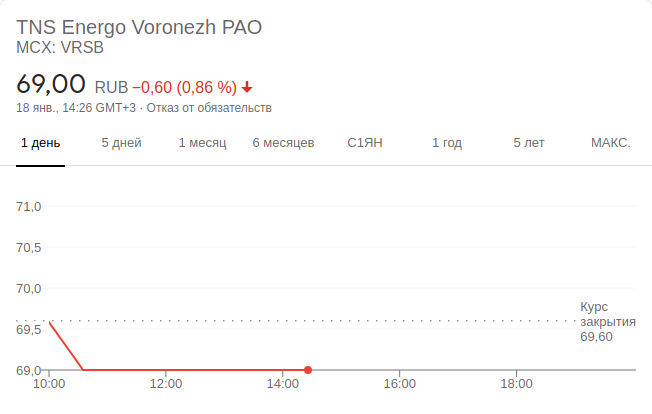 TNS Energo Voronezh PAO
MCX: VRSB
69,00 RUB −0,60 (0,86 %)
18 янв., 14:26 GMT+3 · Отказ от обязательств
1 день 5 дней 1 месяц 6 месяцев С1ЯН 1 год 5 лет МАКС.
71,0
70,5
70,0
69,5
69,0
Курс
закрытия
69,60
10:00 12:00 14:00 16:00 18:00